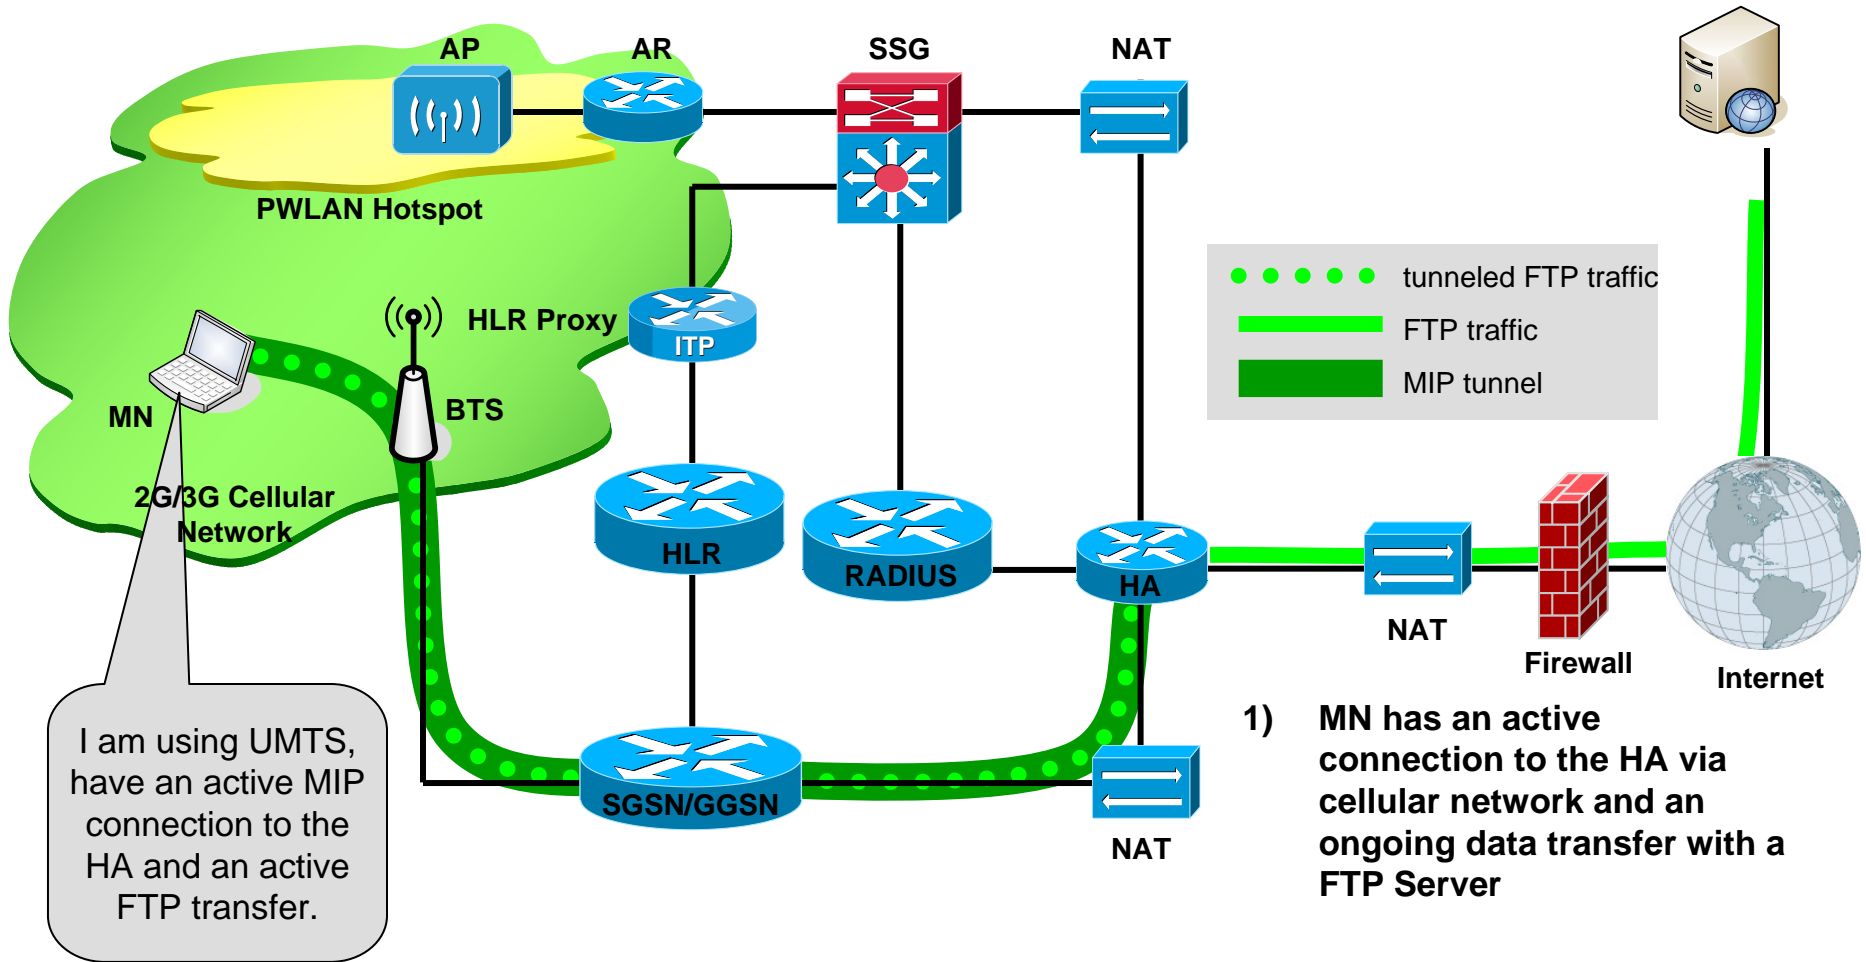 AP
AR
SSG
NAT
PWLAN Hotspot
tunneled FTP traffic
FTP traffic
MIP tunnel
HLR Proxy
ITP
MN
BTS
2G/3G Cellular
Network
HLR
RADIUS
HA
NAT
Firewall
Internet
I am using UMTS,
have an active MIP
connection to the
HA and an active
FTP transfer.
SGSN/GGSN
NAT
1) MN has an active
connection to the HA via
cellular network and an
ongoing data transfer with a
FTP Server